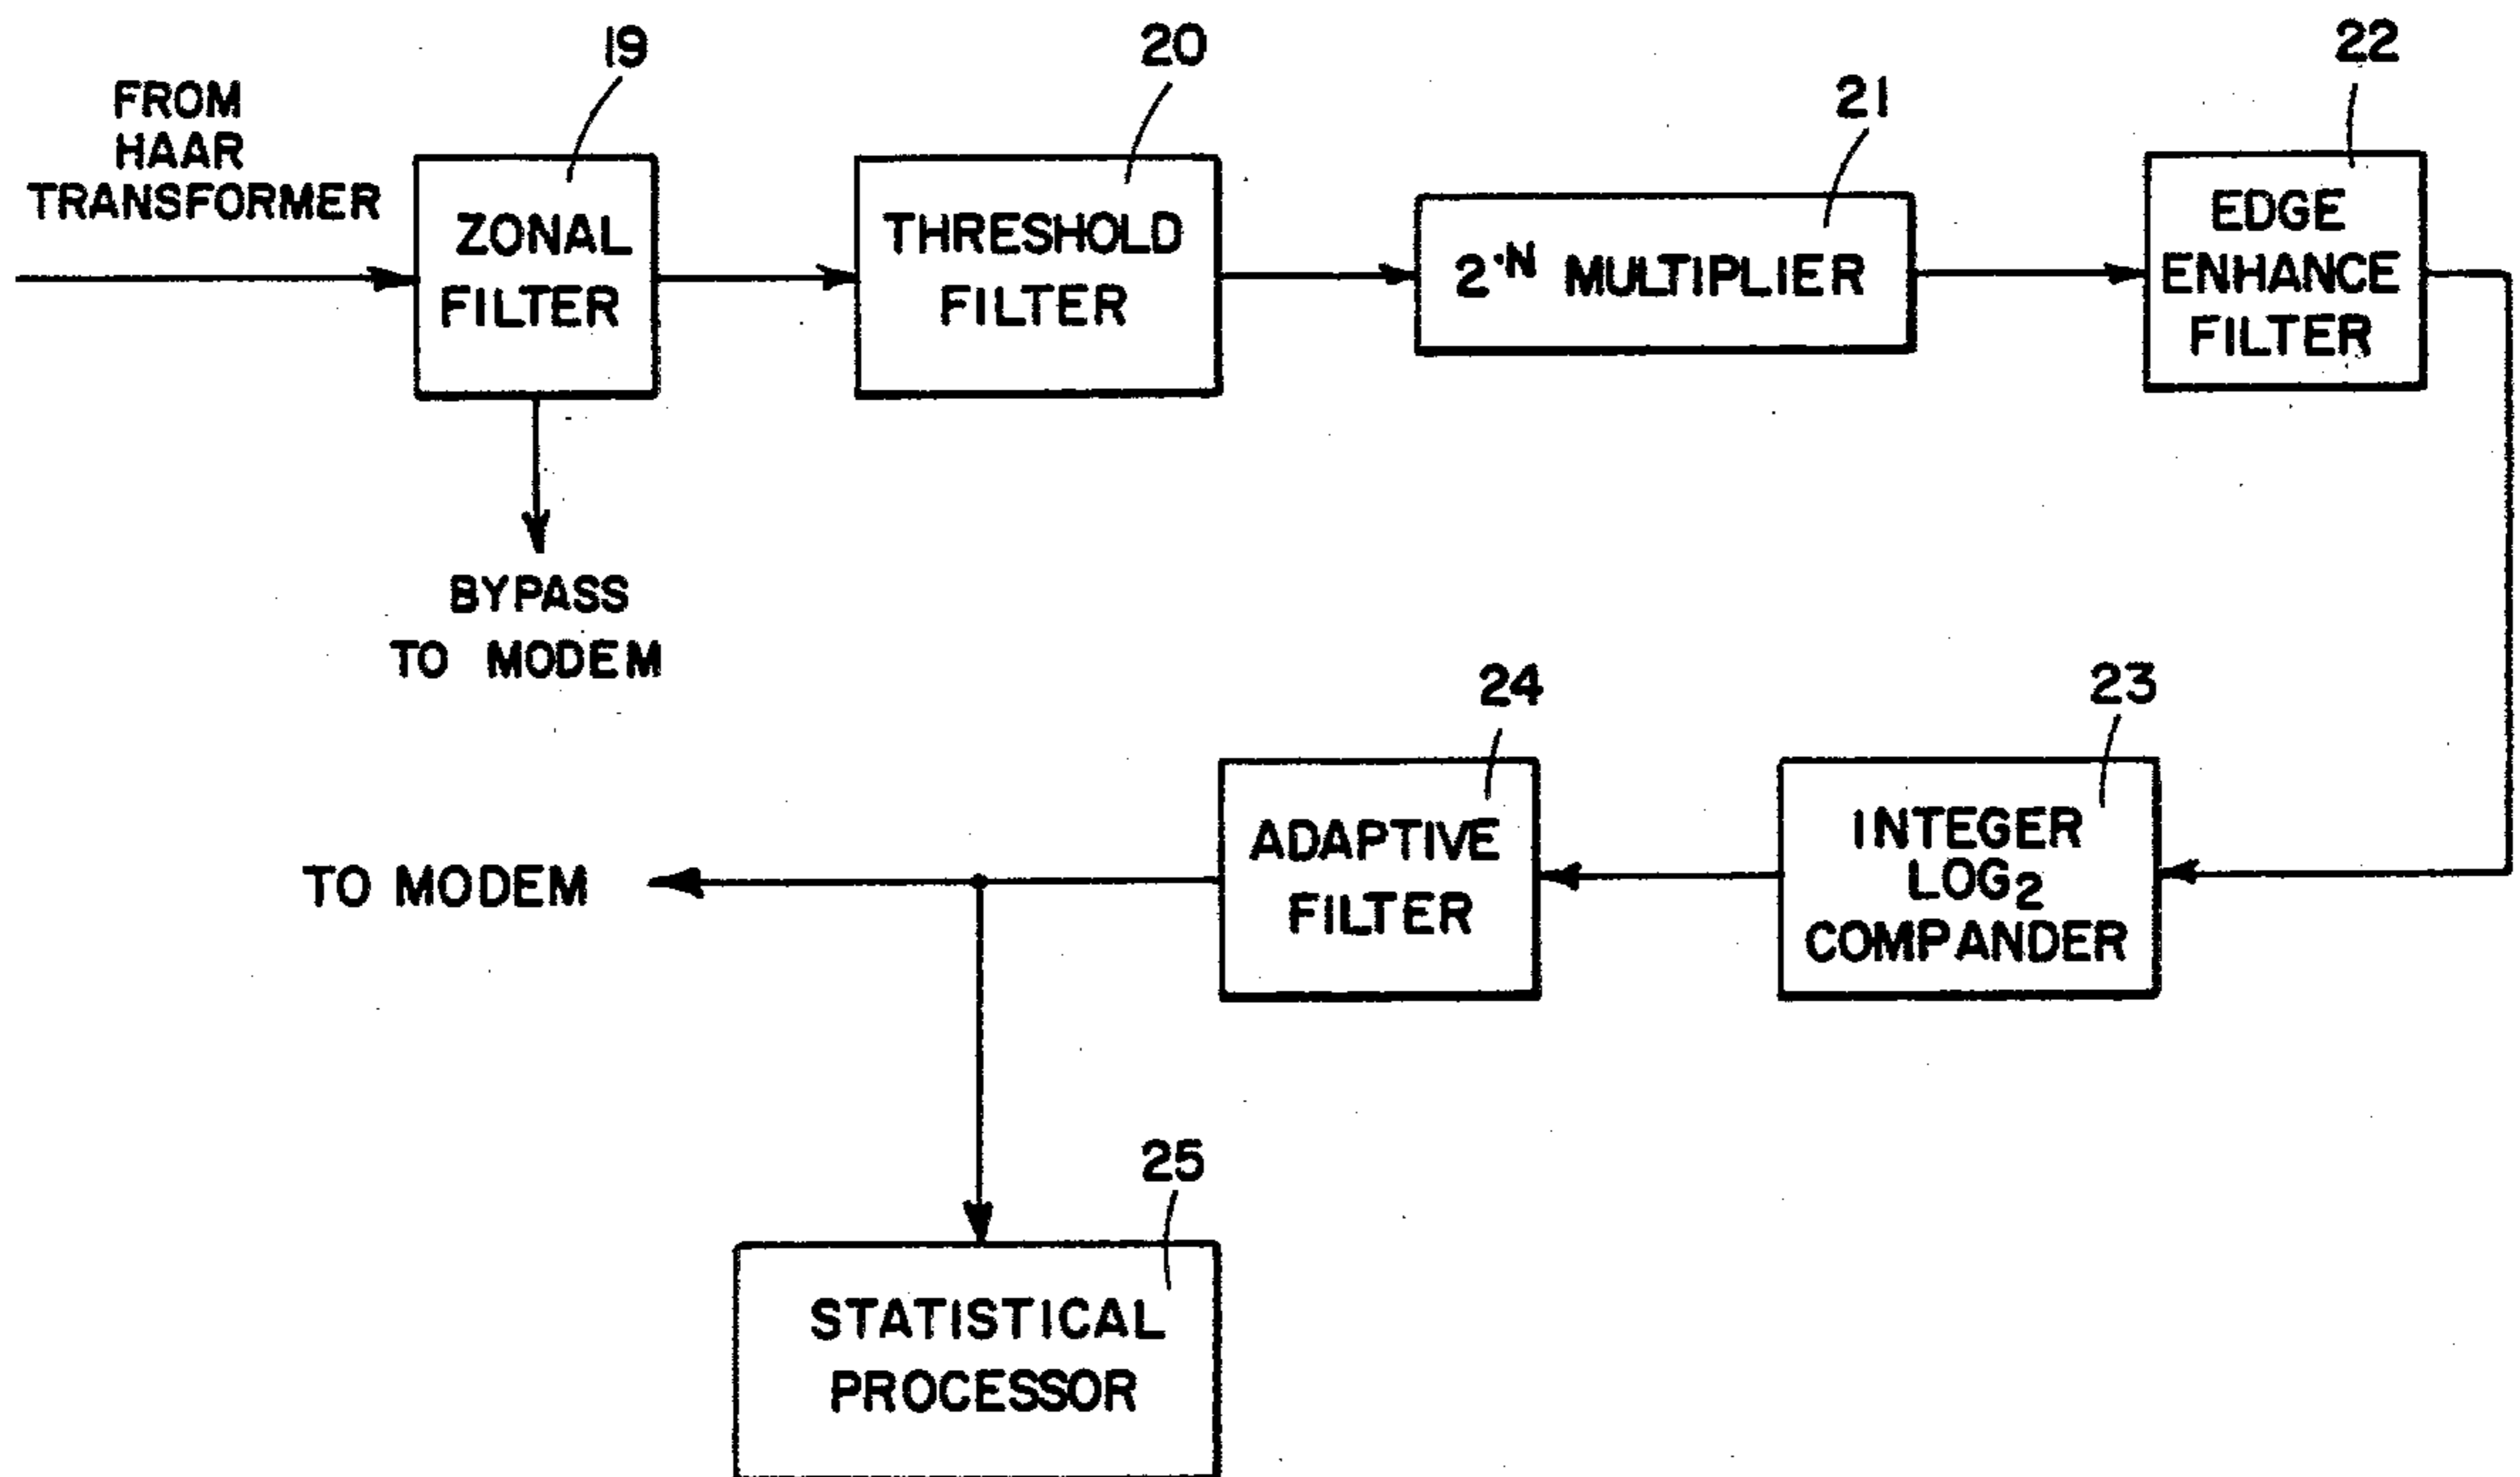 19
20
21
22
FROM
HAAR
TRANSFORMER
ZONAL
FILTER
THRESHOLD
FILTER
2⁻ᴺ MULTIPLIER
EDGE
ENHANCE
FILTER
BYPASS
TO MODEM
23
24
INTEGER
LOG₂
COMPANDER
ADAPTIVE
FILTER
TO MODEM
25
STATISTICAL
PROCESSOR